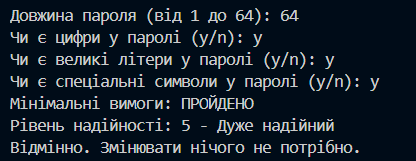 Довжина пароля (від 1 до 64): 64
Чи є цифри у паролі (y/n): y
Чи є великі літери у паролі (y/n): y
Чи є спеціальні символи у паролі (y/n): y
Мінімальні вимоги: ПРОЙДЕНО
Рівень надійності: 5 - Дуже надійний
Відмінно. Змінювати нічого не потрібно.